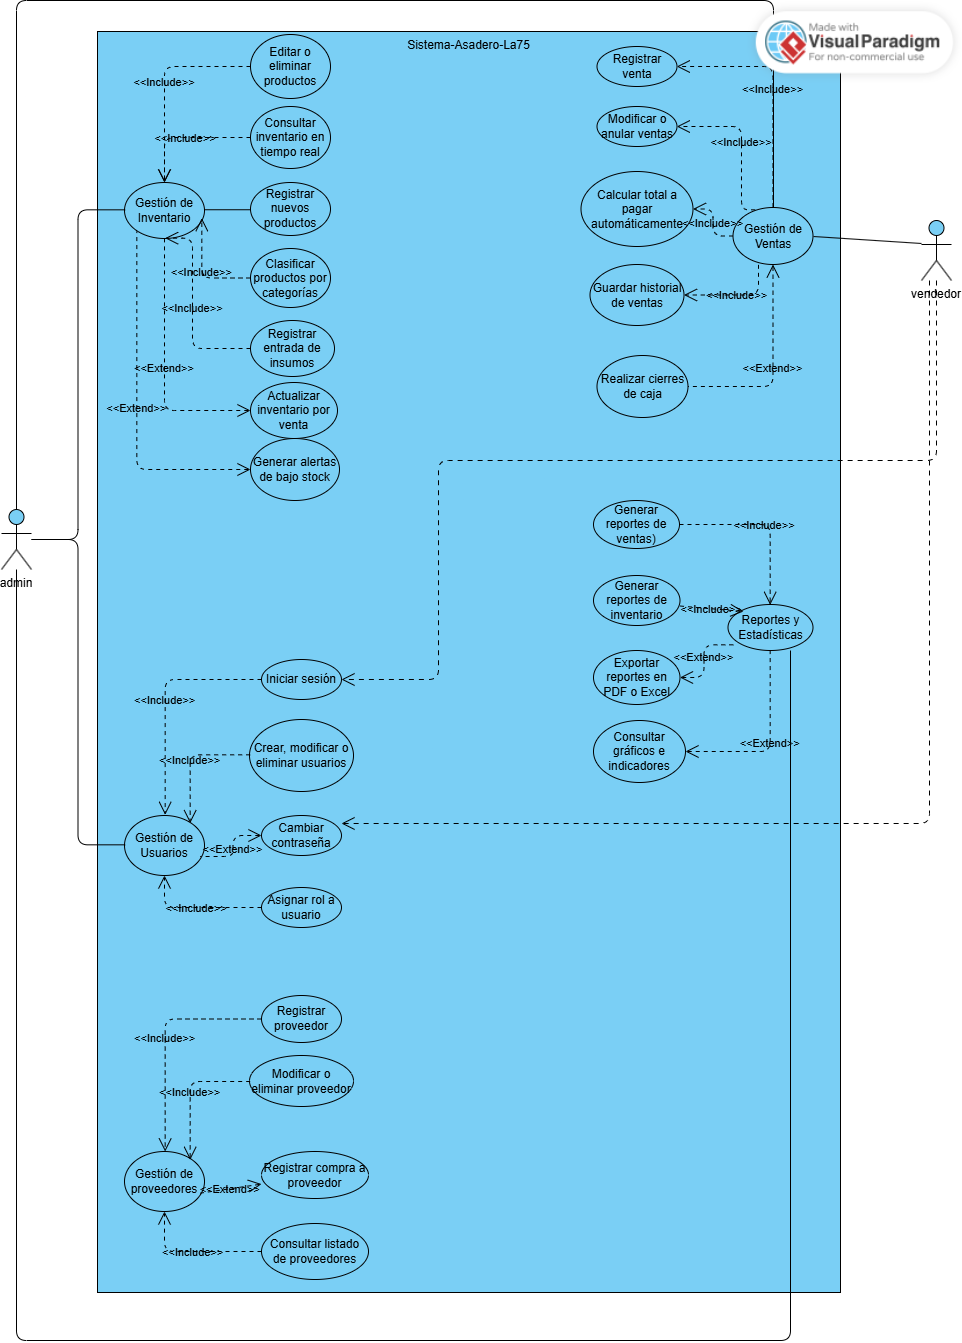 Made with
VisualParadigm
For non-commercial use
Sistema-Asadero-La75
Editar o
eliminar
productos
<<Include>>
Consultar
inventario en
tiempo real
<<Include>>
Gestión de
Inventario
Registrar
nuevos
productos
Clasificar
productos por
categorías
<<Include>>
<<Include>>
Registrar
entrada de
insumos
<<Extend>>
Actualizar
inventario por
venta
<<Extend>>
Generar alertas
de bajo stock
Registrar
venta
<<Include>>
Modificar o
anular ventas
<<Include>>
Calcular total a
pagar
automáticamente
<<Include>>
Gestión de
Ventas
Guardar historial
de ventas
<<Include>>
Realizar cierres
de caja
<<Extend>>
vendedor
admin
Generar
reportes de
ventas)
<<Include>>
Generar
reportes de
inventario
<<Include>>
Reportes y
Estadísticas
Exportar
reportes en
PDF o Excel
<<Extend>>
Consultar
gráficos e
indicadores
<<Extend>>
Iniciar sesión
<<Include>>
Crear, modificar o
eliminar usuarios
<<Include>>
Gestión de
Usuarios
<<Extend>>
Cambiar
contraseña
Asignar rol a
usuario
<<Include>>
Registrar
proveedor
<<Include>>
Modificar o
eliminar proveedor
<<Include>>
Gestión de
proveedores
<<Extend>>
Registrar compra a
proveedor
<<Include>>
Consultar listado
de proveedores